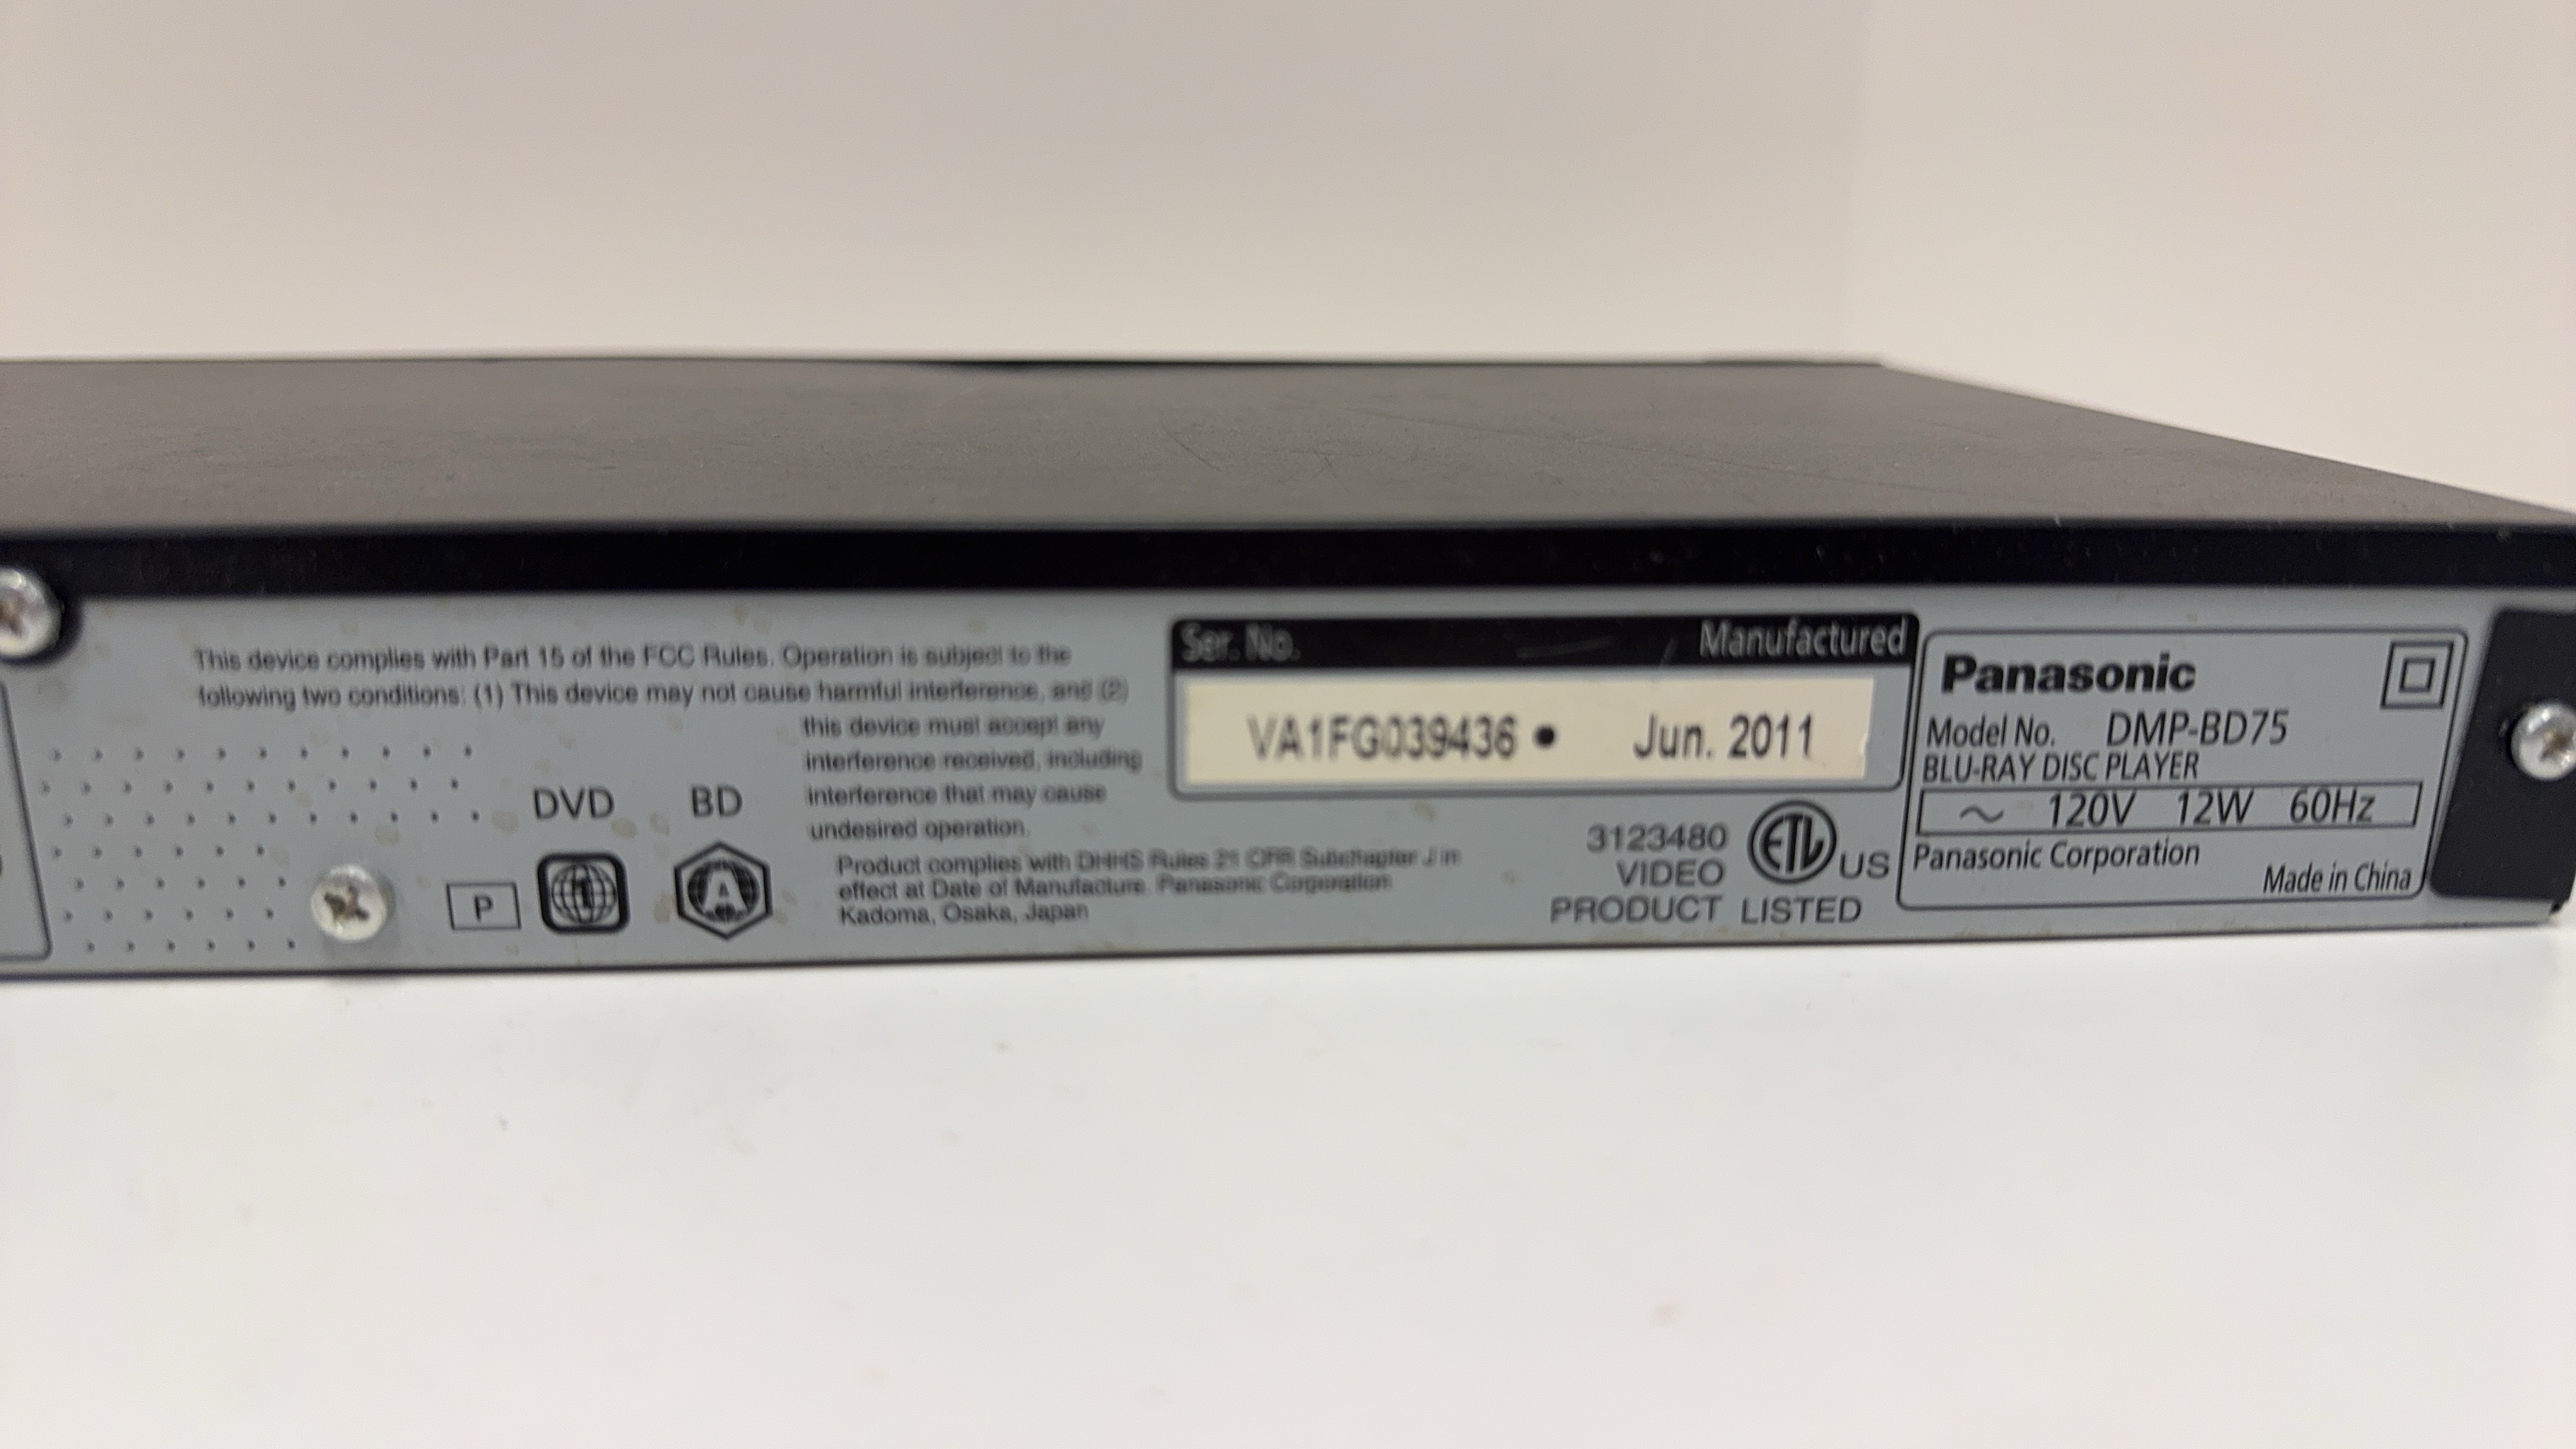 This device complies with Part 15 of the FCC Rules. Operation is subject to the
following two conditions: (1) This device may not cause harmful interference, and (2)
this device must accept any
interference received, including
interference that may cause
undesired operation.
DVD BD
P 1 A
Product complies with DHHS Rules 21 CFR Subchapter J in
effect at Date of Manufacture. Panasonic Corporation
Kadoma, Osaka, Japan
Ser. No. Manufactured
VA1FG039436 • Jun. 2011
3123480
VIDEO
PRODUCT LISTED
ETL US
Panasonic
Model No. DMP-BD75
BLU-RAY DISC PLAYER
~ 120V 12W 60Hz
Panasonic Corporation
Made in China